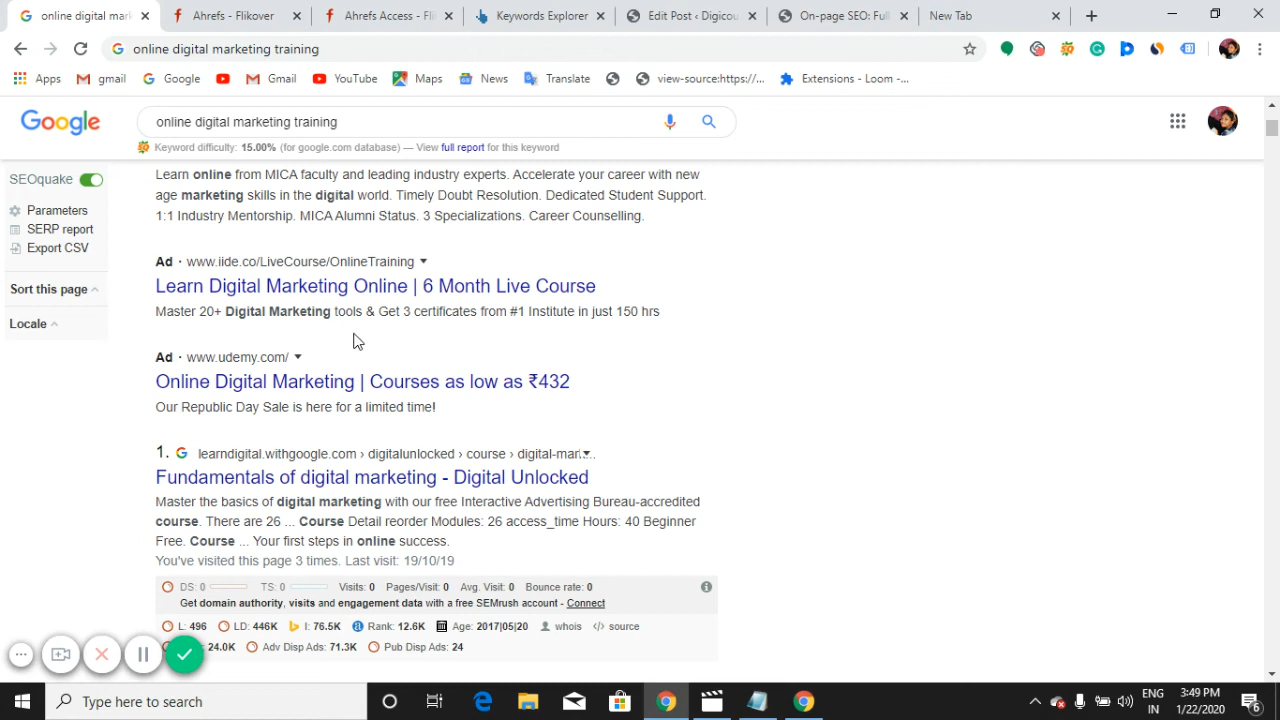 online digital mark
Ahrefs - Flikover
Ahrefs Access - Fli
Keywords Explorer
Edit Post ‹ Digicou
On-page SEO: Full
New Tab
online digital marketing training
Apps
gmail
Google
Gmail
YouTube
Maps
News
Translate
view-source:https://...
Extensions - Loom -...
Google
online digital marketing training
Keyword difficulty: 15.00% (for google.com database) — View full report for this keyword
SEOquake
Parameters
SERP report
Export CSV
Sort this page
Locale
Learn online from MICA faculty and leading industry experts. Accelerate your career with new
age marketing skills in the digital world. Timely Doubt Resolution. Dedicated Student Support.
1:1 Industry Mentorship. MICA Alumni Status. 3 Specializations. Career Counselling.
Ad · www.iide.co/LiveCourse/OnlineTraining
Learn Digital Marketing Online | 6 Month Live Course
Master 20+ Digital Marketing tools & Get 3 certificates from #1 Institute in just 150 hrs
Ad · www.udemy.com/
Online Digital Marketing | Courses as low as ₹432
Our Republic Day Sale is here for a limited time!
1. learndigital.withgoogle.com › digitalunlocked › course › digital-mar...
Fundamentals of digital marketing - Digital Unlocked
Master the basics of digital marketing with our free Interactive Advertising Bureau-accredited
course. There are 26 ... Course Detail reorder Modules: 26 access_time Hours: 40 Beginner
Free. Course ... Your first steps in online success.
You've visited this page 3 times. Last visit: 19/10/19
DS: 0 TS: 0 Visits: 0 Pages/Visit: 0 Avg. Visit: 0 Bounce rate: 0
Get domain authority, visits and engagement data with a free SEMrush account - Connect
L: 496 LD: 446K I: 76.5K Rank: 12.6K Age: 2017|05|20 whois source
24.0K Adv Disp Ads: 71.3K Pub Disp Ads: 24
Type here to search
ENG
IN
3:49 PM
1/22/2020
6